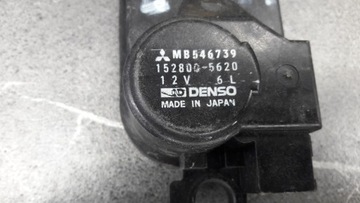 MB546739
152800-5620
12V 6L
DENSO
MADE IN JAPAN